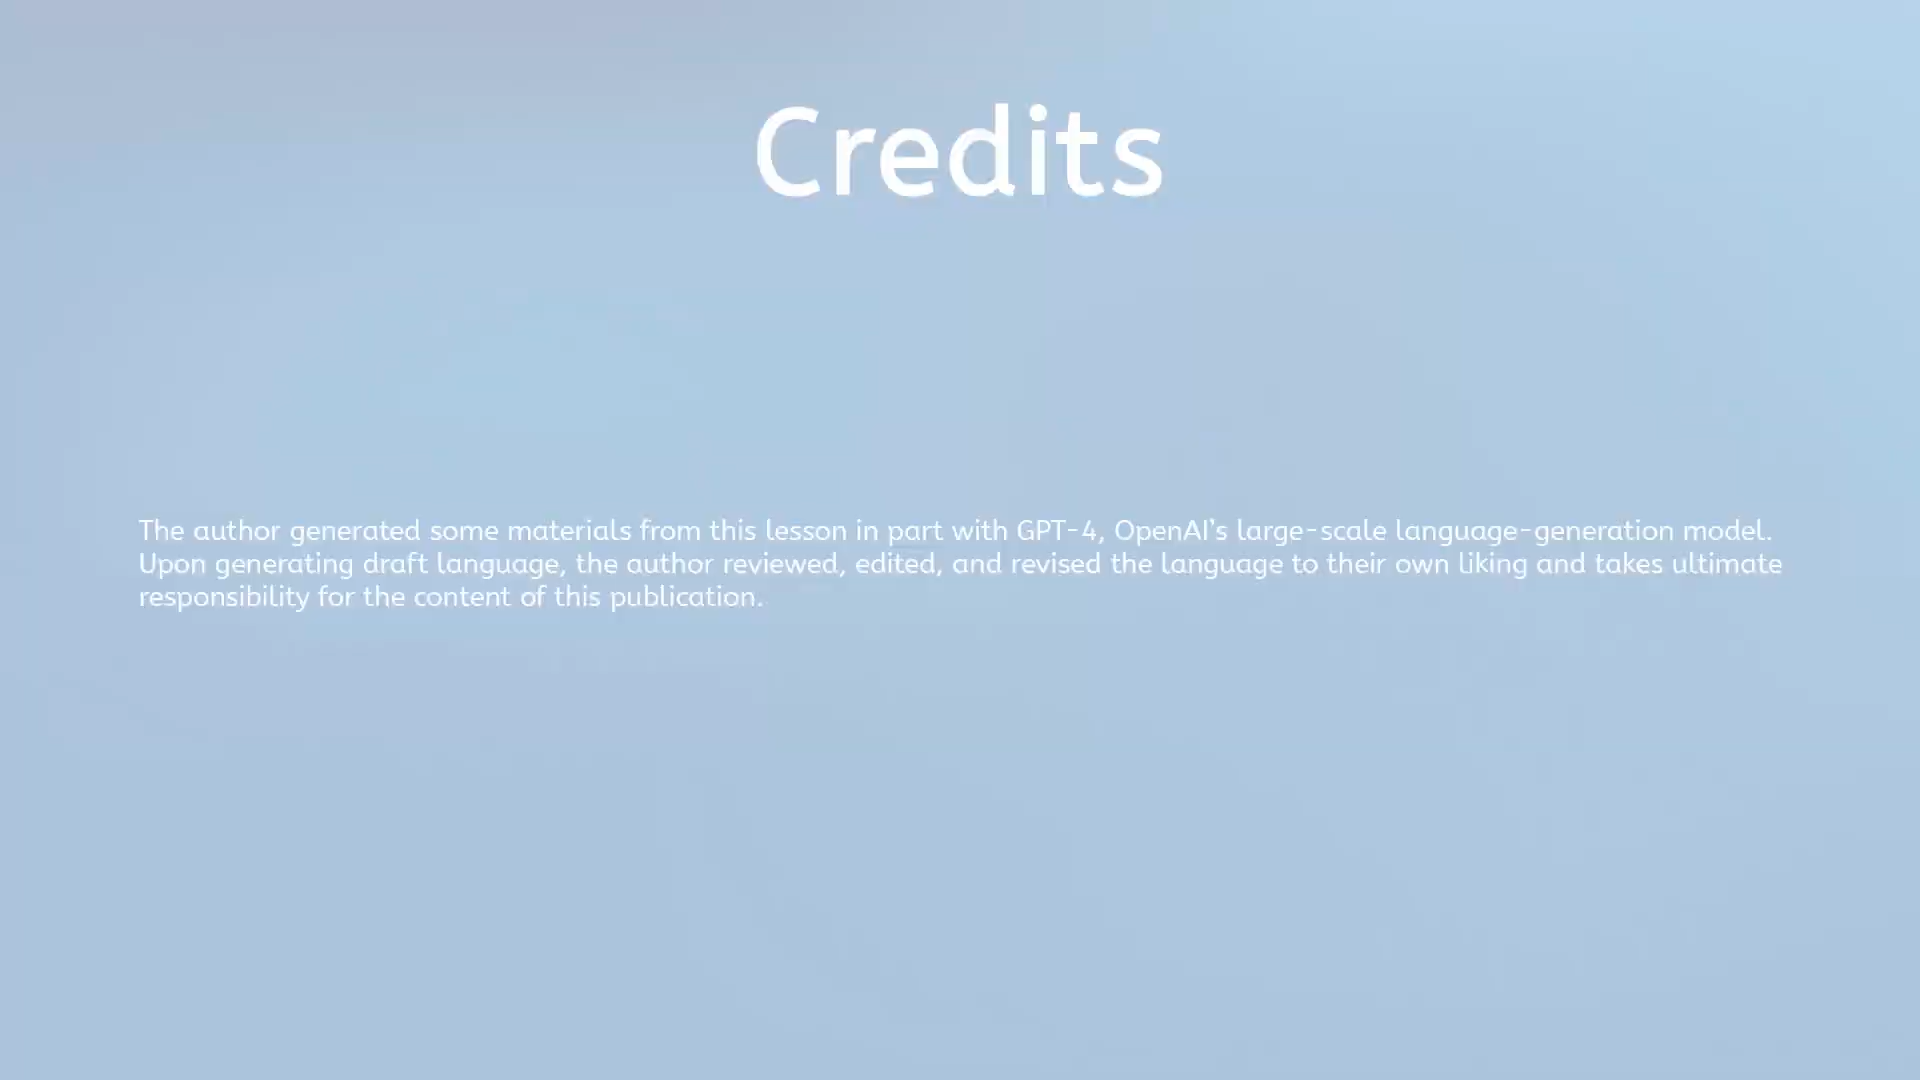 Credits
The author generated some materials from this lesson in part with GPT-4, OpenAI's large-scale language-generation model.
Upon generating draft language, the author reviewed, edited, and revised the language to their own liking and takes ultimate
responsibility for the content of this publication.